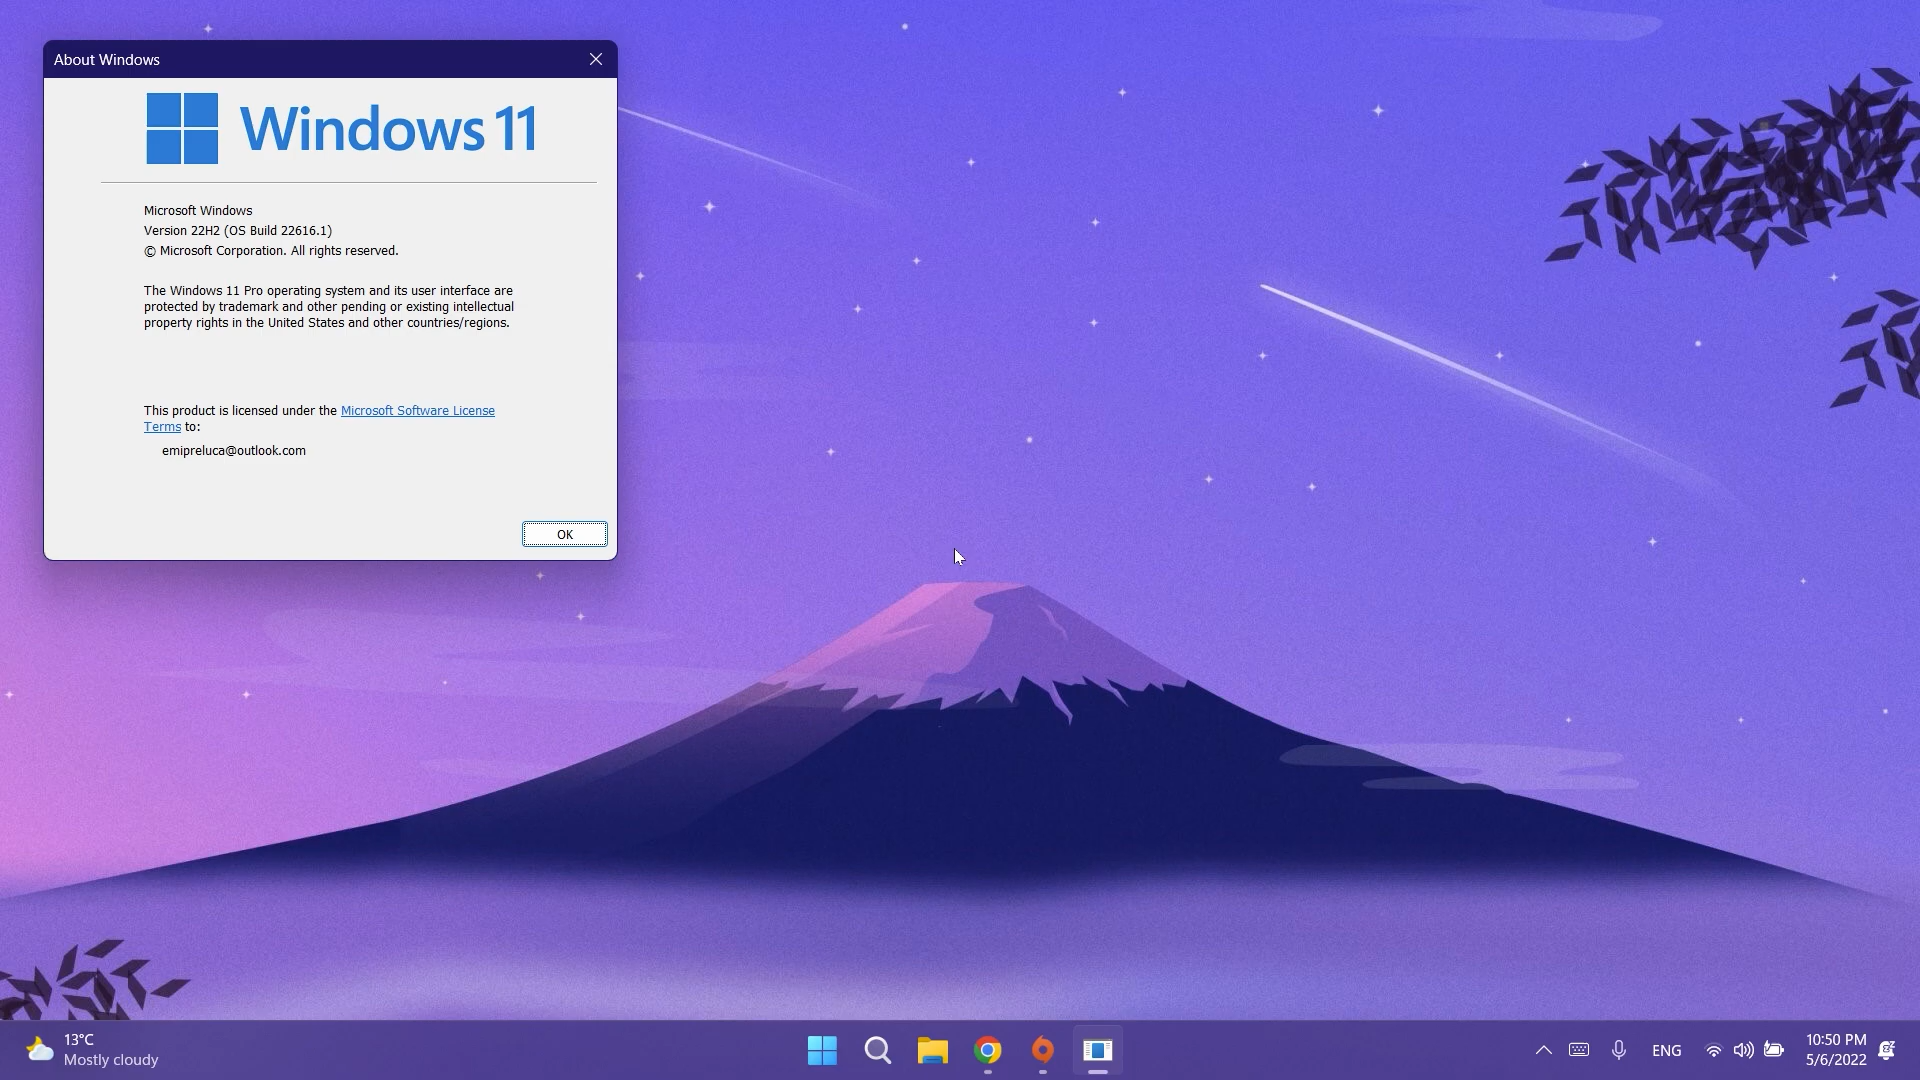 About Windows
Windows 11
Microsoft Windows
Version 22H2 (OS Build 22616.1)
© Microsoft Corporation. All rights reserved.
The Windows 11 Pro operating system and its user interface are
protected by trademark and other pending or existing intellectual
property rights in the United States and other countries/regions.
This product is licensed under the Microsoft Software License
Terms to:
emipreluca@outlook.com
OK
13°C
Mostly cloudy
ENG
10:50 PM
5/6/2022